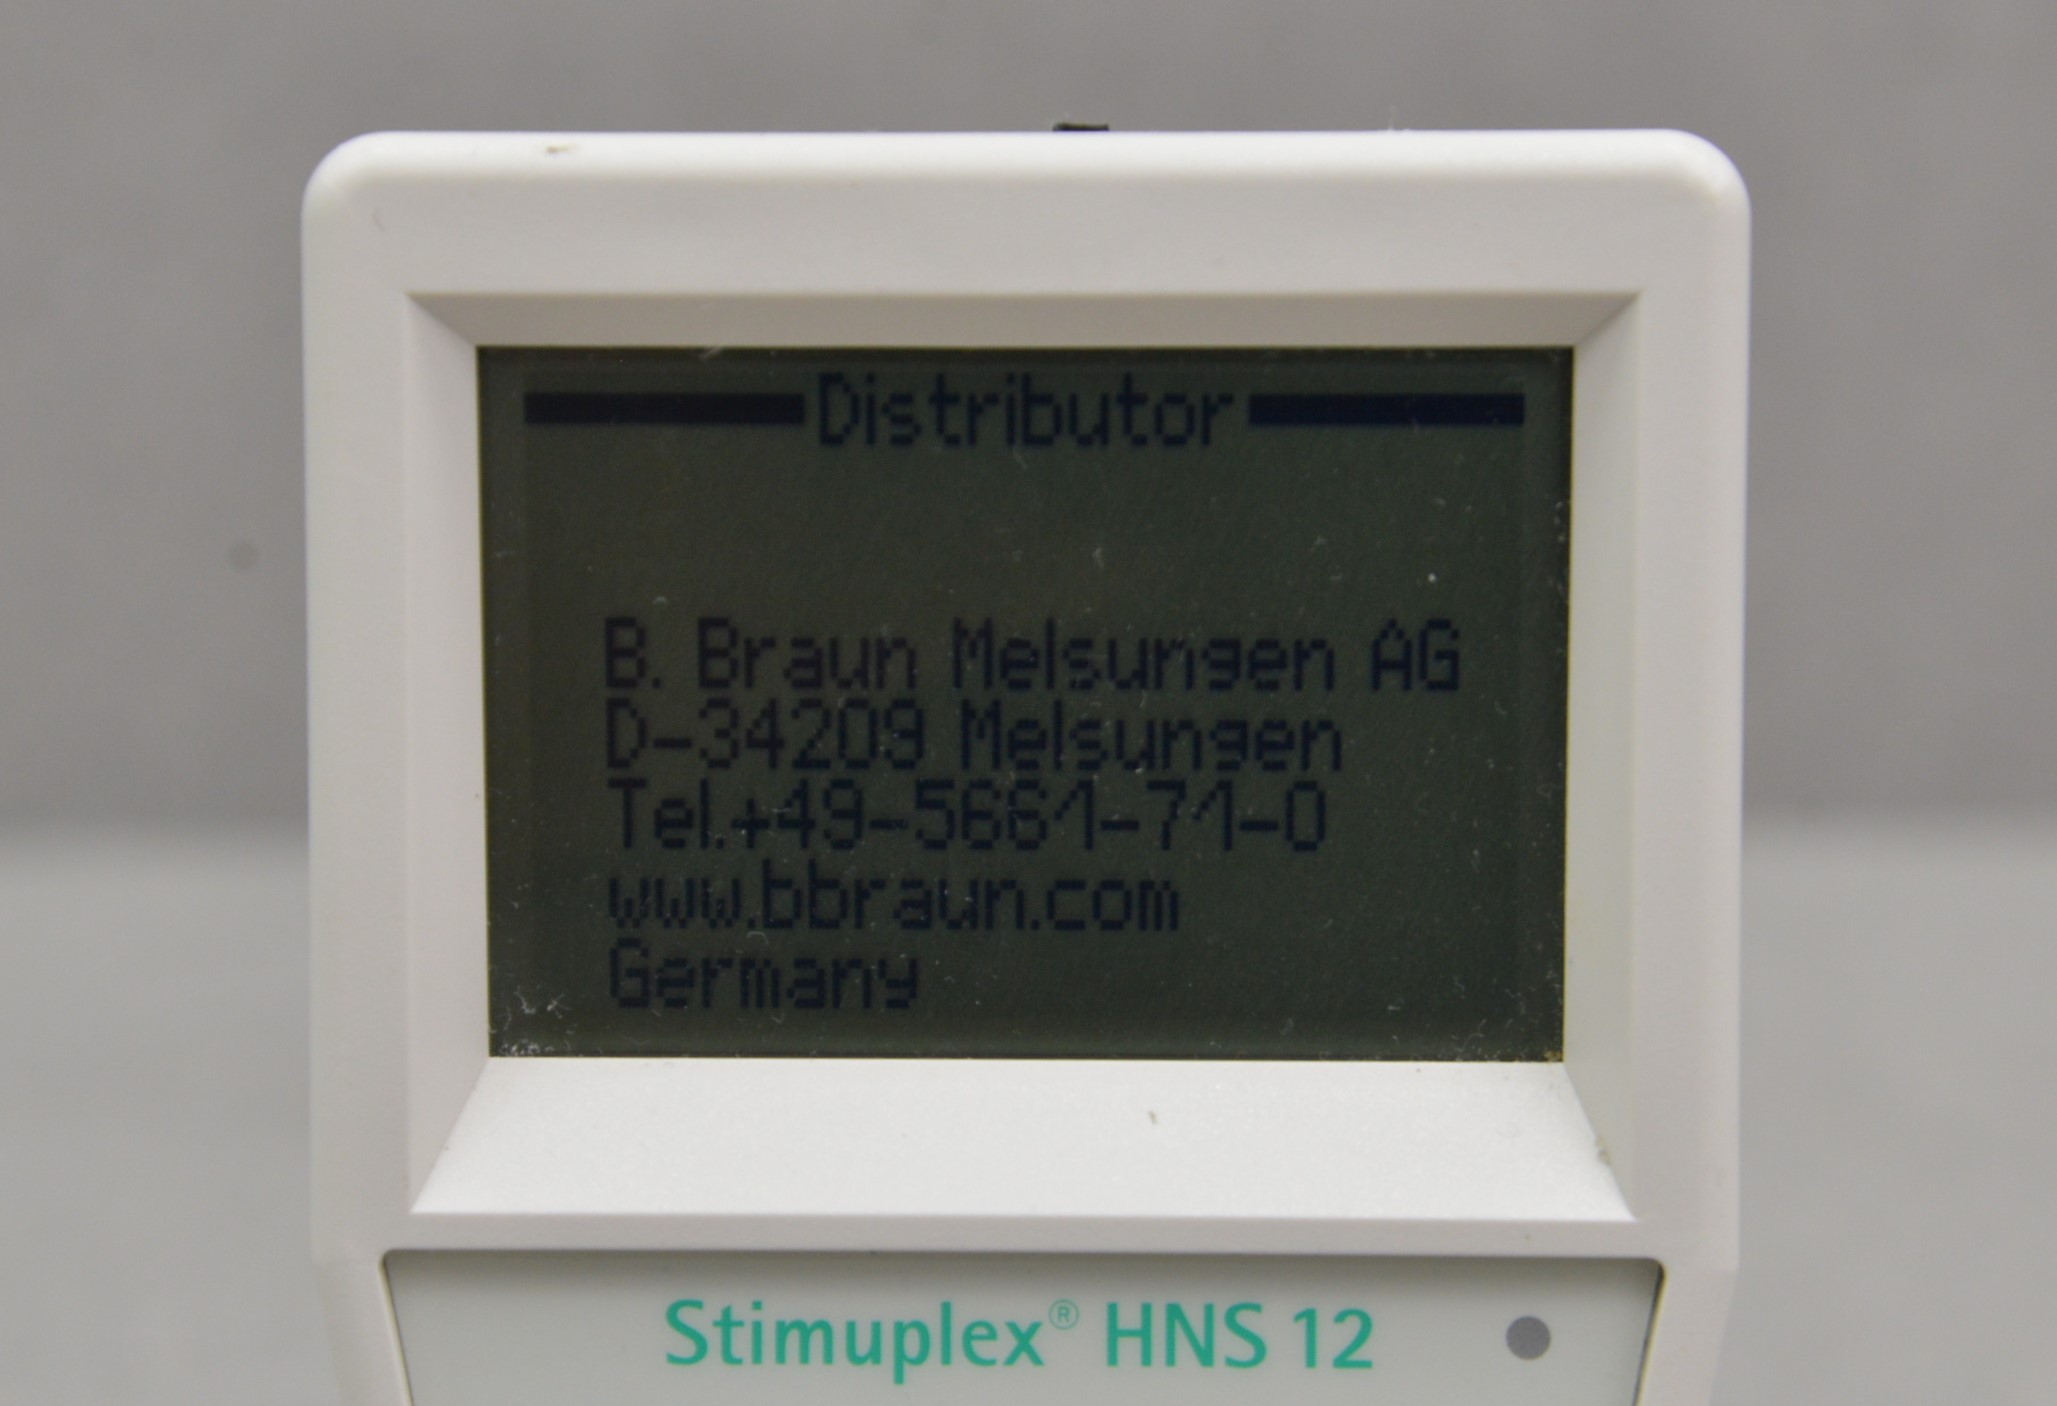 Distributor
B. Braun Melsungen AG
D-34209 Melsungen
Tel.+49-5661-71-0
www.bbraun.com
Germany
Stimuplex® HNS 12